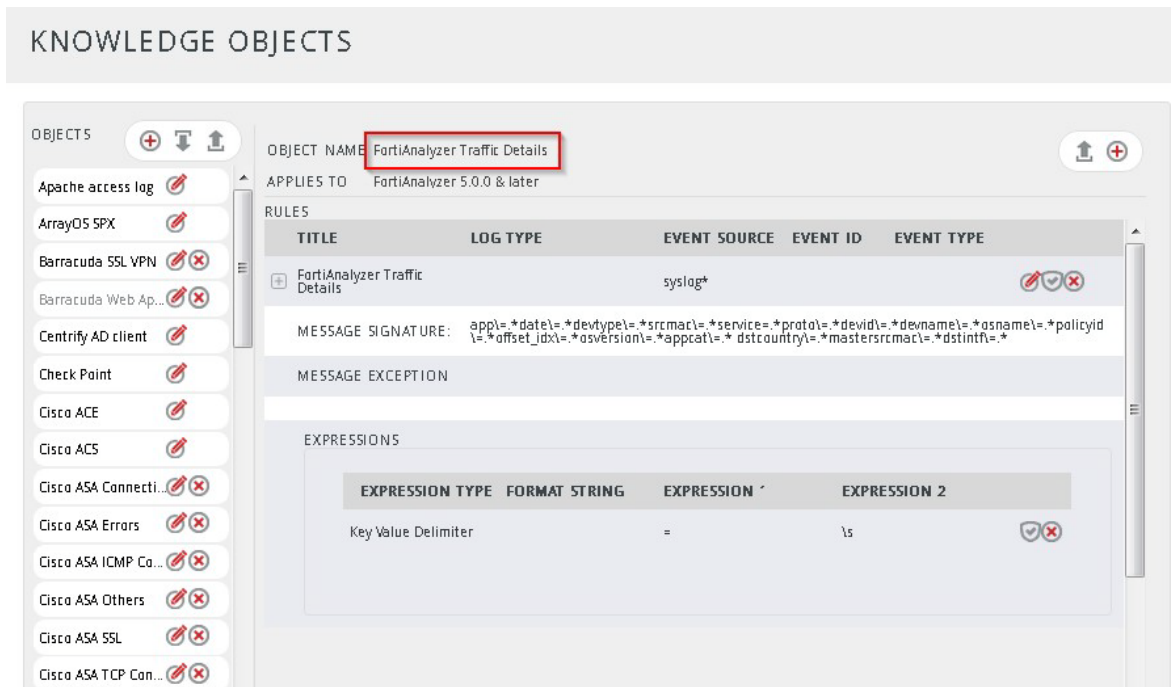 KNOWLEDGE OBJECTS
OBJECTS
Apache access log
ArrayOS SPX
Barracuda SSL VPN
Barracuda Web Ap...
Centrify AD client
Check Point
Cisco ACE
Cisco ACS
Cisco ASA Connecti...
Cisco ASA Errors
Cisco ASA ICMP Co...
Cisco ASA Others
Cisco ASA SSL
Cisco ASA TCP Con...
OBJECT NAME FortiAnalyzer Traffic Details
APPLIES TO FortiAnalyzer 5.0.0 & later
RULES
TITLE LOG TYPE EVENT SOURCE EVENT ID EVENT TYPE
FortiAnalyzer Traffic
Details
syslog*
MESSAGE SIGNATURE: app\=.*date\=.*devtype\=.*srcmac\=.*service=.*proto\=.*devid\=.*devname\=.*osname\=.*policyid
\=.*offset_idx\=.*osversion\=.*appcat\=.* dstcountry\=.*mastersrcmac\=.*dstintf\=.*
MESSAGE EXCEPTION
EXPRESSIONS
EXPRESSION TYPE FORMAT STRING EXPRESSION EXPRESSION 2
Key Value Delimiter = \s